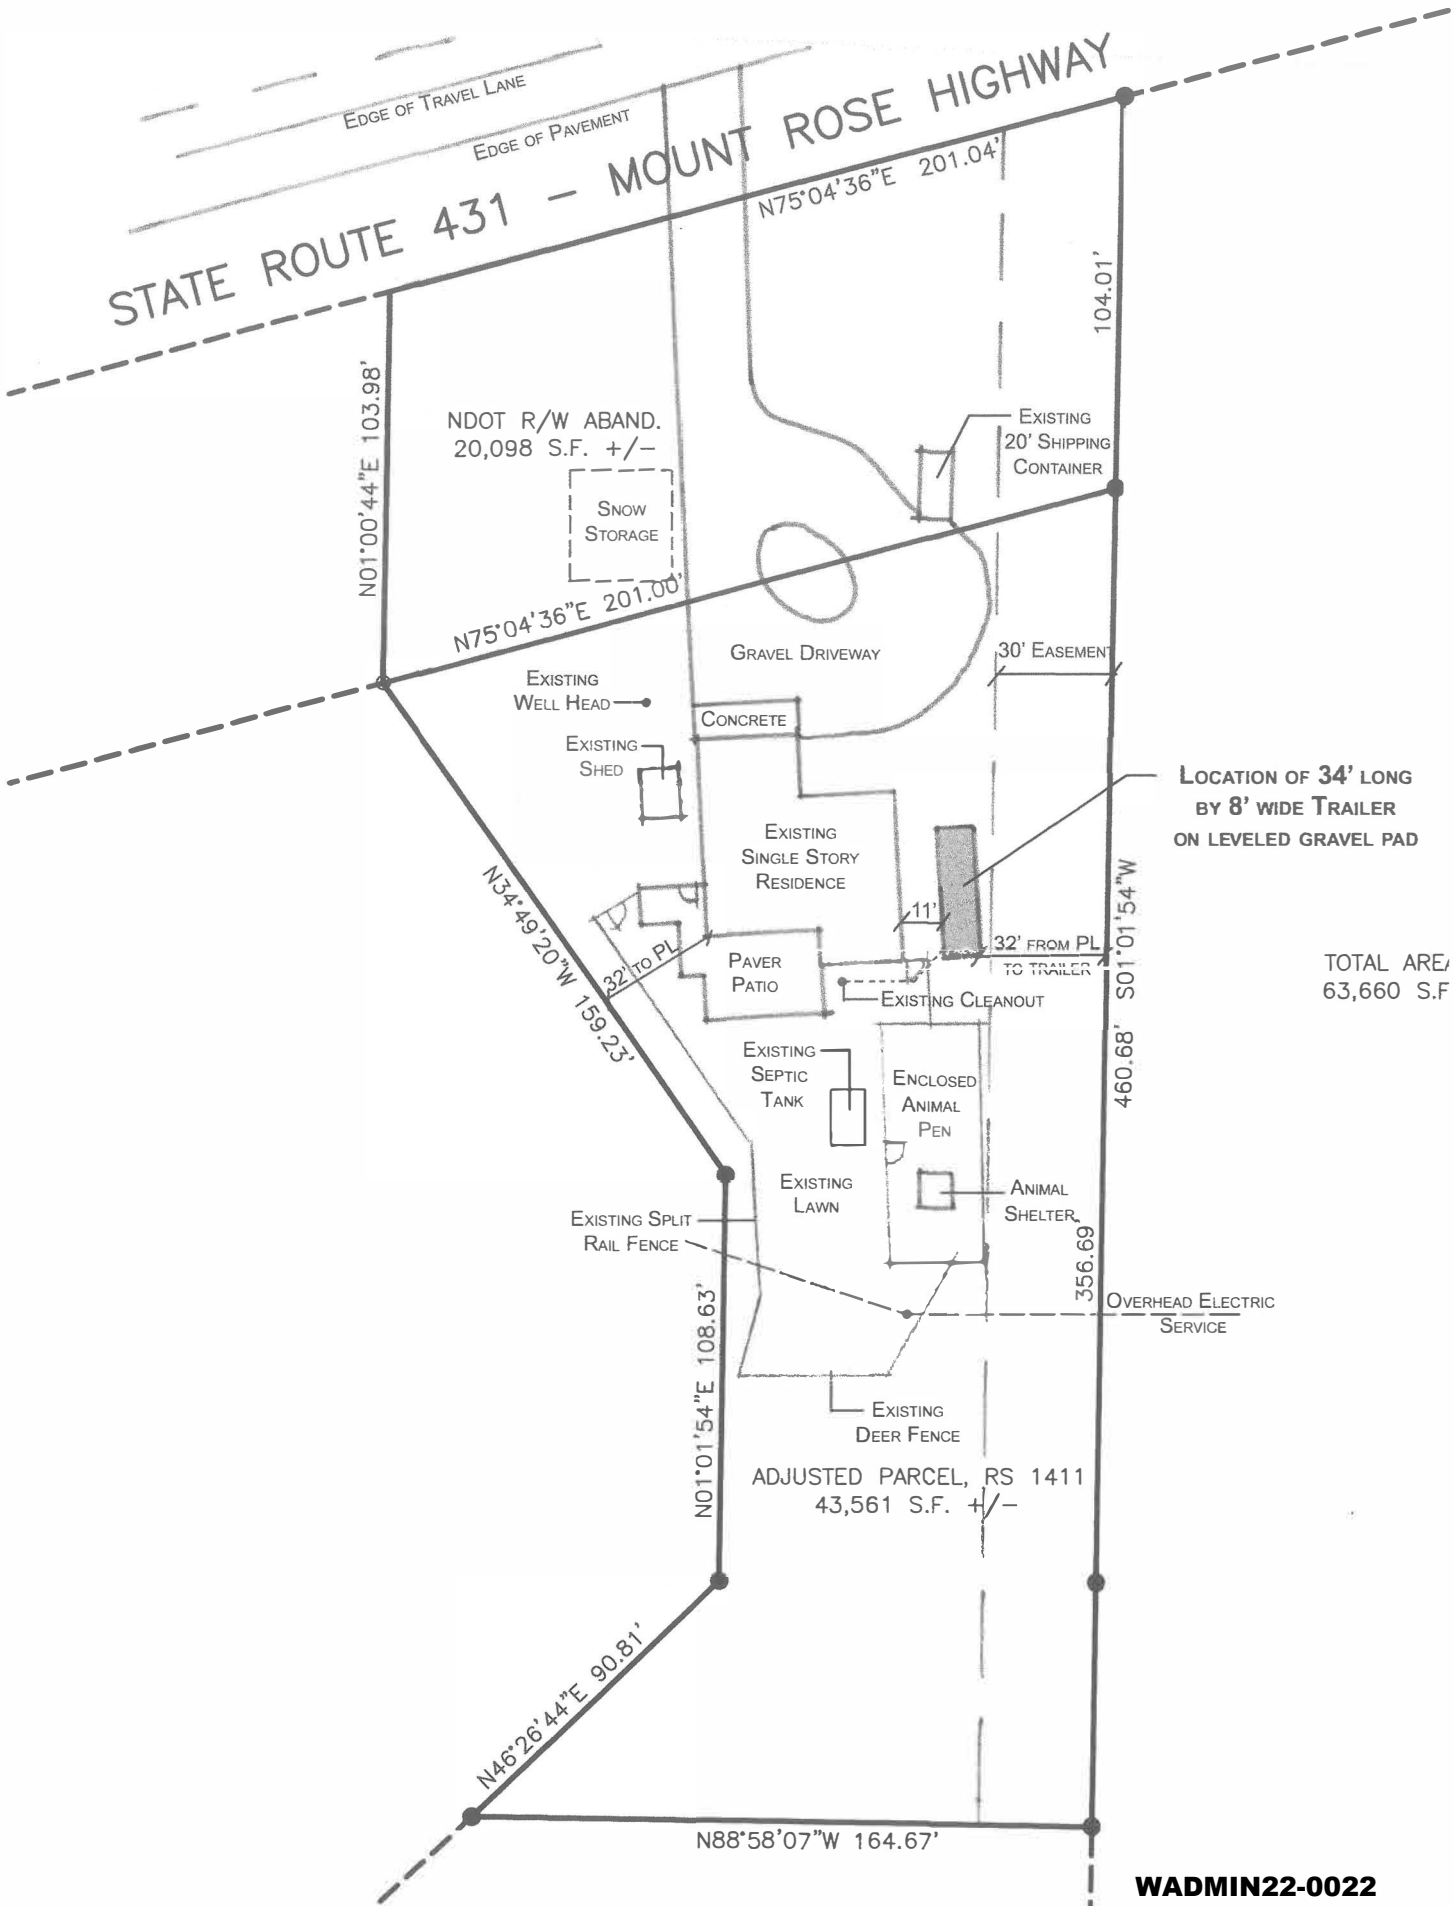 EDGE OF TRAVEL LANE
EDGE OF PAVEMENT
STATE ROUTE 431 - MOUNT ROSE HIGHWAY
N75°04'36"E 201.04'
104.01'
N01°00'44"E 103.98'
NDOT R/W ABAND.
20,098 S.F. +/-
SNOW
STORAGE
EXISTING
20' SHIPPING
CONTAINER
N75°04'36"E 201.00'
GRAVEL DRIVEWAY
30' EASEMENT
EXISTING
WELL HEAD
CONCRETE
EXISTING
SHED
LOCATION OF 34' LONG
BY 8' WIDE TRAILER
ON LEVELED GRAVEL PAD
EXISTING
SINGLE STORY
RESIDENCE
N34°49'20"W 159.23'
11'
32' TO PL
PAVER
PATIO
32' FROM PL
TO TRAILER
460.68' S01°01'54"W
TOTAL AREA
63,660 S.F
EXISTING CLEANOUT
EXISTING
SEPTIC
TANK
ENCLOSED
ANIMAL
PEN
EXISTING
LAWN
ANIMAL
SHELTER
EXISTING SPLIT
RAIL FENCE
356.69'
OVERHEAD ELECTRIC
SERVICE
N01°01'54"E 108.63'
EXISTING
DEER FENCE
ADJUSTED PARCEL, RS 1411
43,561 S.F. +/-
N46°26'44"E 90.81'
N88°58'07"W 164.67'
WADMIN22-0022